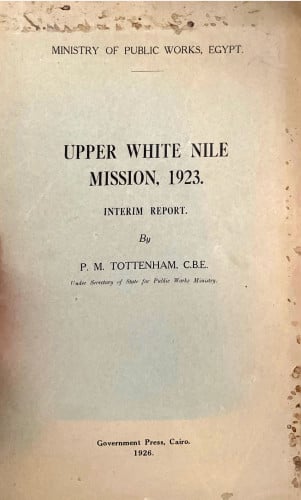 MINISTRY OF PUBLIC WORKS, EGYPT.
UPPER WHITE NILE
MISSION, 1923.
INTERIM REPORT.
By
P. M. TOTTENHAM, C.B.E.
Under Secretary of State for Public Works Ministry.
Government Press, Cairo.
1926.